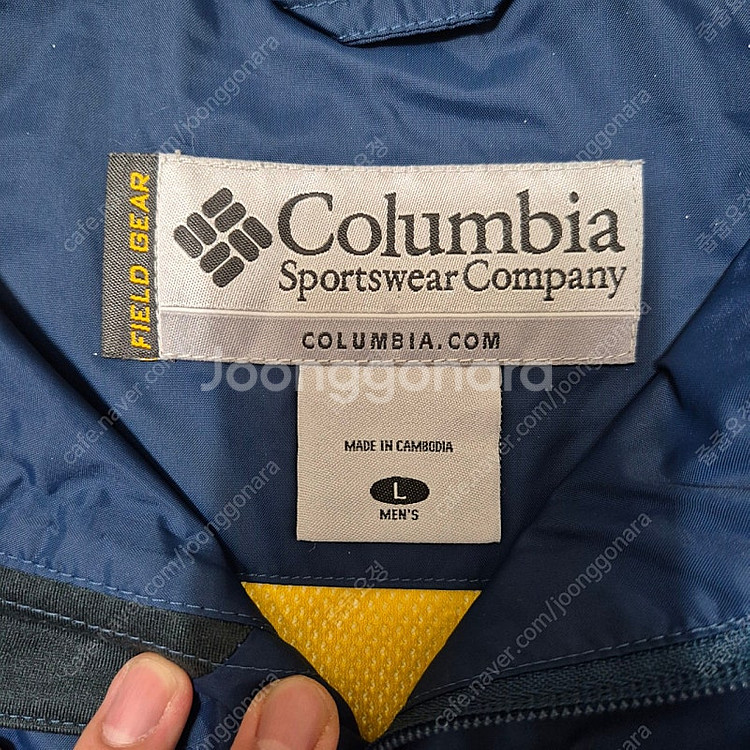 FIELD GEAR
Columbia
Sportswear Company
COLUMBIA.COM
Joonggonara
MADE IN CAMBODIA
L
MEN'S
cafe.naver.com/joonggonara